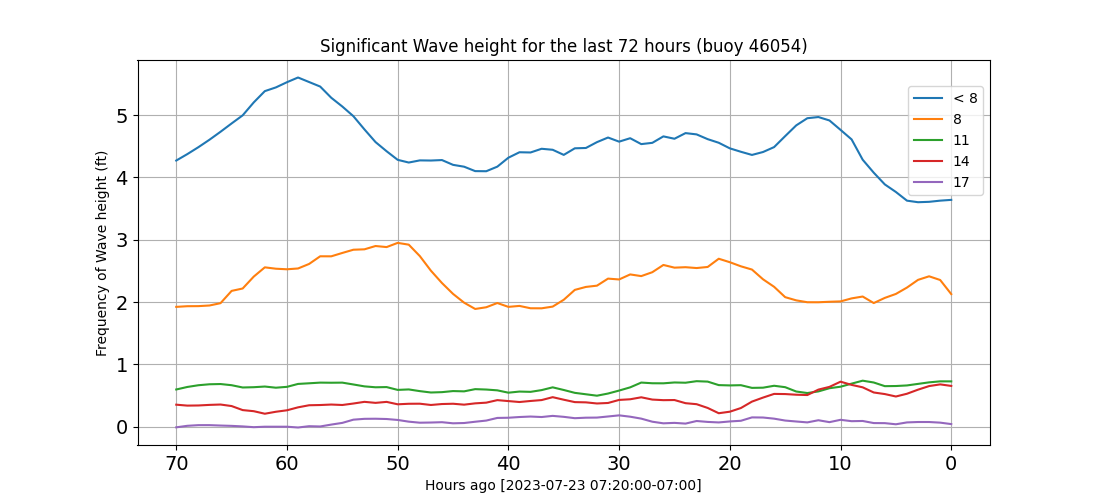 Significant Wave height for the last 72 hours (buoy 46054)
Frequency of Wave height (ft)
5
4
3
2
1
0
< 8
8
11
14
17
70 60 50 40 30 20 10 0
Hours ago [2023-07-23 07:20:00-07:00]